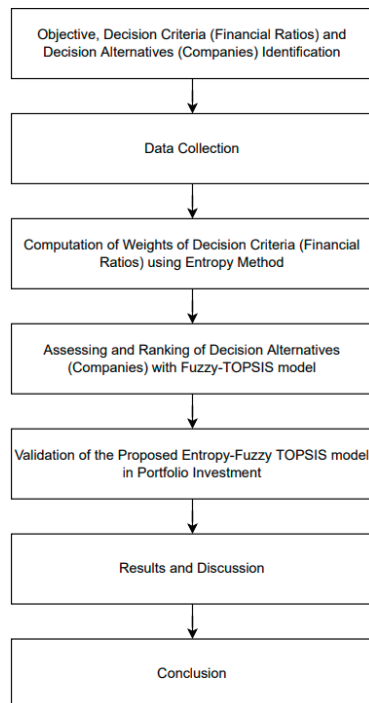 Objective, Decision Criteria (Financial Ratios) and
Decision Alternatives (Companies) Identification
Data Collection
Computation of Weights of Decision Criteria (Financial
Ratios) using Entropy Method
Assessing and Ranking of Decision Alternatives
(Companies) with Fuzzy-TOPSIS model
Validation of the Proposed Entropy-Fuzzy TOPSIS model
in Portfolio Investment
Results and Discussion
Conclusion